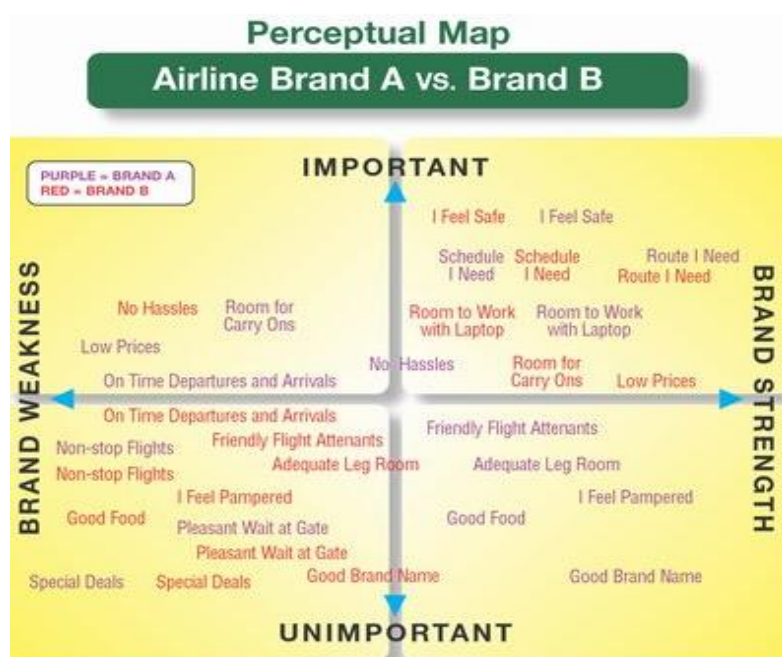 Perceptual Map
Airline Brand A vs. Brand B
PURPLE = BRAND A
RED = BRAND B
IMPORTANT
I Feel Safe
I Feel Safe
Schedule
I Need
Schedule
I Need
Route I Need
Route I Need
No Hassles
Room for
Carry Ons
Room to Work
with Laptop
Room to Work
with Laptop
Low Prices
No Hassles
Room for
Carry Ons
Low Prices
On Time Departures and Arrivals
BRAND WEAKNESS
BRAND STRENGTH
On Time Departures and Arrivals
Friendly Flight Attenants
Non-stop Flights
Friendly Flight Attenants
Non-stop Flights
Adequate Leg Room
Adequate Leg Room
I Feel Pampered
I Feel Pampered
Good Food
Pleasant Wait at Gate
Good Food
Pleasant Wait at Gate
Special Deals
Special Deals
Good Brand Name
Good Brand Name
UNIMPORTANT